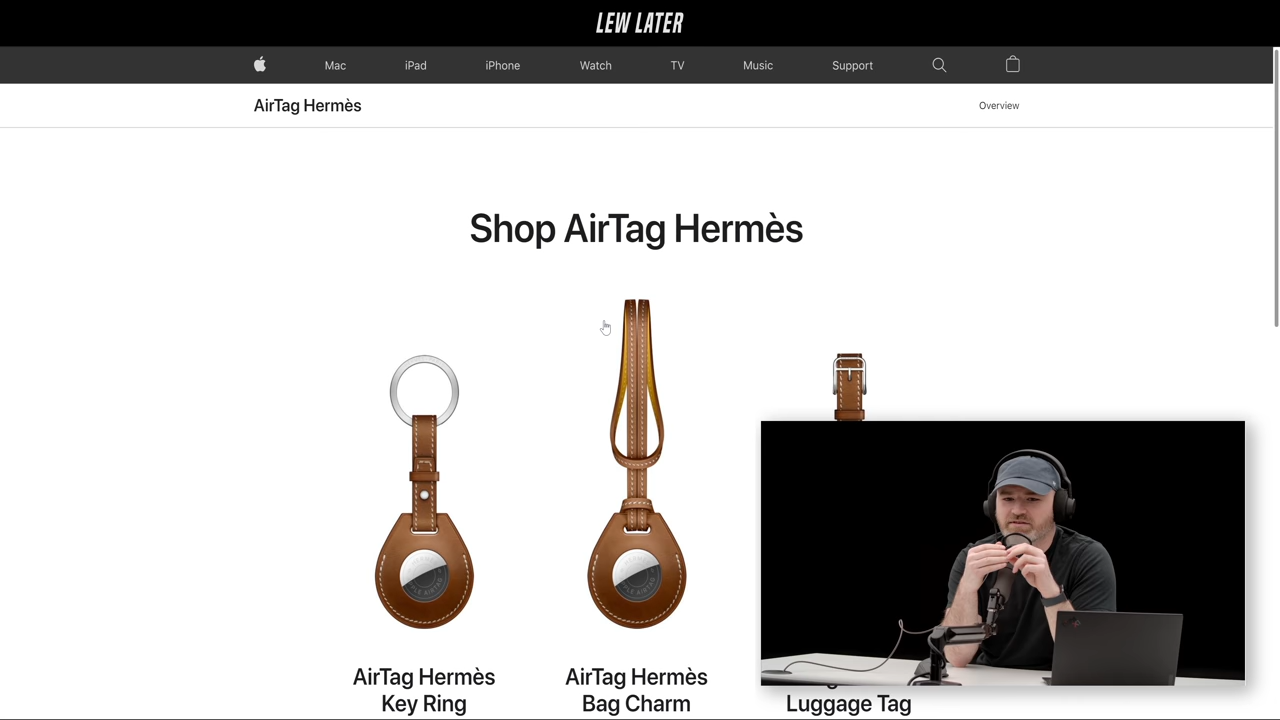 LEW LATER
Mac iPad iPhone Watch TV Music Support
AirTag Hermès Overview
Shop AirTag Hermès
AirTag Hermès
Key Ring
AirTag Hermès
Bag Charm
Luggage Tag